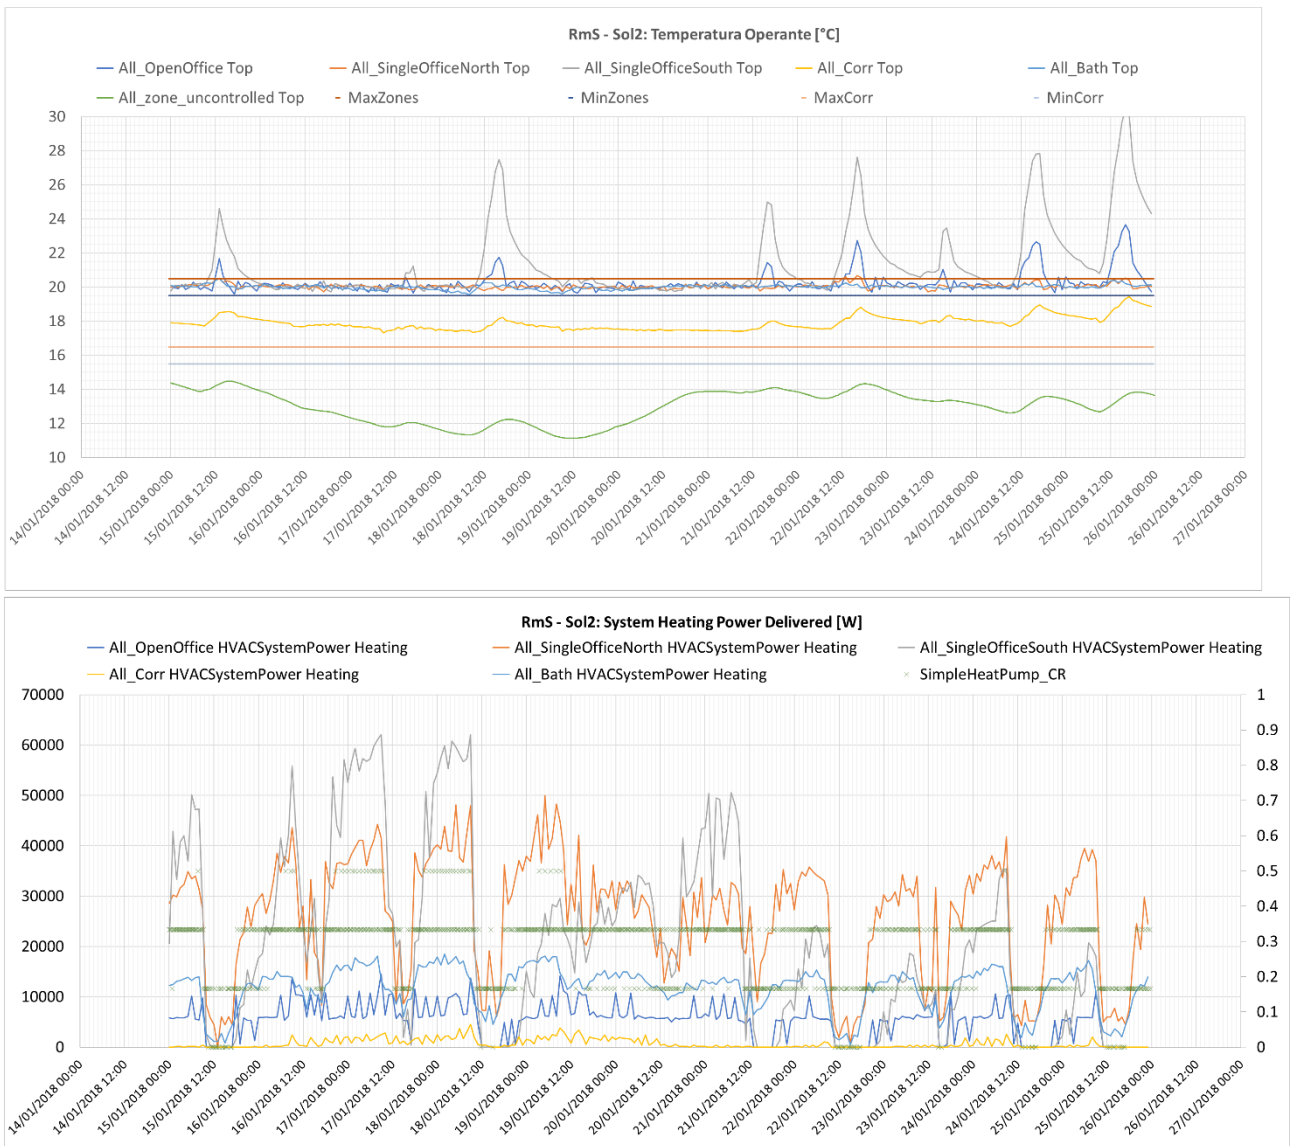 RmS - Sol2: Temperatura Operante [°C]
All_OpenOffice Top All_SingleOfficeNorth Top All_SingleOfficeSouth Top All_Corr Top All_Bath Top
All_zone_uncontrolled Top MaxZones MinZones MaxCorr MinCorr
30
28
26
24
22
20
18
16
14
12
10
14/01/2018 00:00 14/01/2018 12:00 15/01/2018 00:00 15/01/2018 12:00 16/01/2018 00:00 16/01/2018 12:00 17/01/2018 00:00 17/01/2018 12:00 18/01/2018 00:00 18/01/2018 12:00 19/01/2018 00:00 19/01/2018 12:00 20/01/2018 00:00 20/01/2018 12:00 21/01/2018 00:00 21/01/2018 12:00 22/01/2018 00:00 22/01/2018 12:00 23/01/2018 00:00 23/01/2018 12:00 24/01/2018 00:00 24/01/2018 12:00 25/01/2018 00:00 25/01/2018 12:00 26/01/2018 00:00 26/01/2018 12:00 27/01/2018 00:00
RmS - Sol2: System Heating Power Delivered [W]
All_OpenOffice HVACSystemPower Heating All_SingleOfficeNorth HVACSystemPower Heating All_SingleOfficeSouth HVACSystemPower Heating
All_Corr HVACSystemPower Heating All_Bath HVACSystemPower Heating SimpleHeatPump_CR
70000 1
60000 0.9
50000 0.8
40000 0.7
30000 0.6
20000 0.5
10000 0.4
0 0.3
0.2
0.1
0
14/01/2018 00:00 14/01/2018 12:00 15/01/2018 00:00 15/01/2018 12:00 16/01/2018 00:00 16/01/2018 12:00 17/01/2018 00:00 17/01/2018 12:00 18/01/2018 00:00 18/01/2018 12:00 19/01/2018 00:00 19/01/2018 12:00 20/01/2018 00:00 20/01/2018 12:00 21/01/2018 00:00 21/01/2018 12:00 22/01/2018 00:00 22/01/2018 12:00 23/01/2018 00:00 23/01/2018 12:00 24/01/2018 00:00 24/01/2018 12:00 25/01/2018 00:00 25/01/2018 12:00 26/01/2018 00:00 26/01/2018 12:00 27/01/2018 00:00